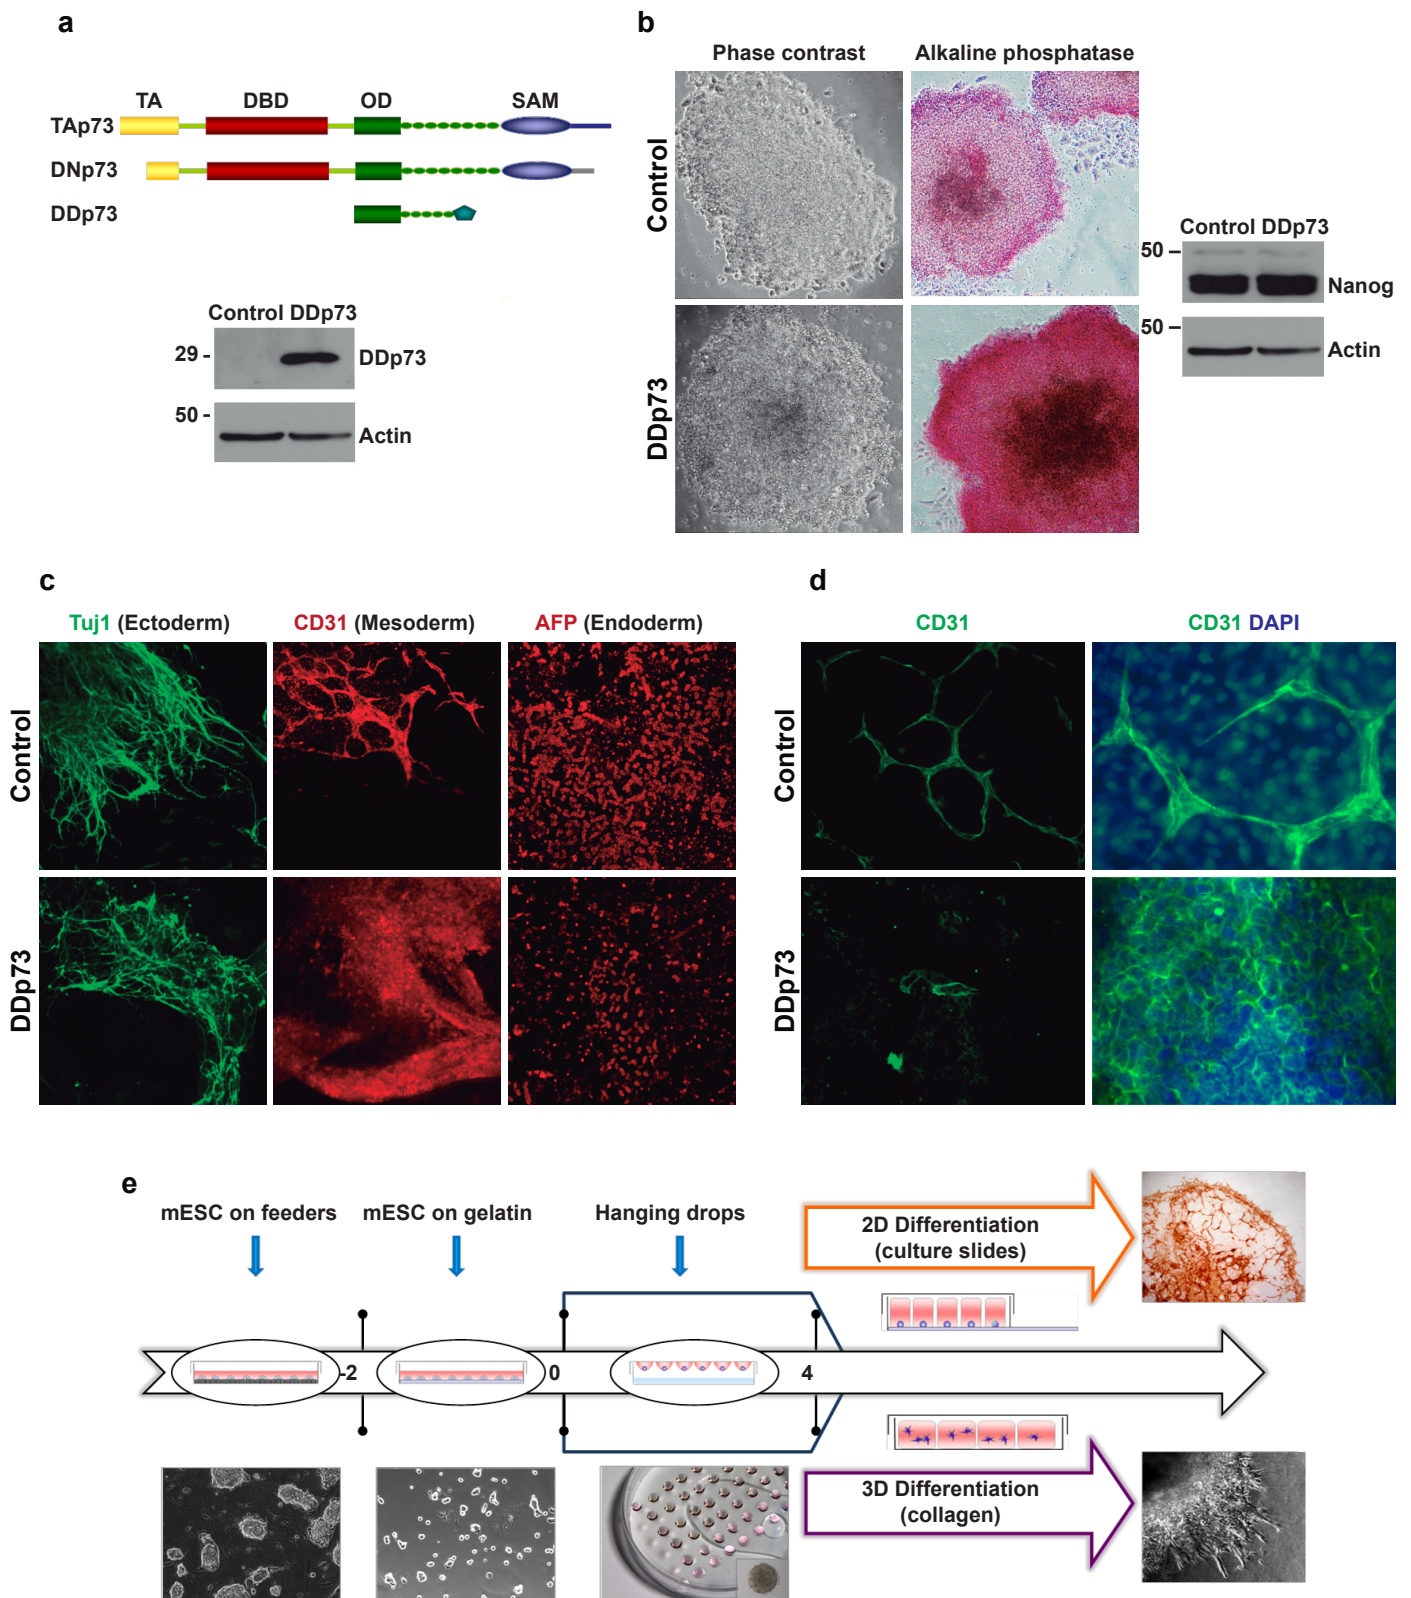 a
TA DBD OD SAM
TAp73
DNp73
DDp73
Control DDp73
29 - DDp73
50 -
Actin
b
Phase contrast Alkaline phosphatase
Control
DDp73
Control DDp73
50 –
Nanog
50 –
Actin
c
Tuj1 (Ectoderm) CD31 (Mesoderm) AFP (Endoderm)
Control
DDp73
d
CD31 CD31 DAPI
Control
DDp73
e
mESC on feeders mESC on gelatin Hanging drops
2D Differentiation
(culture slides)
-2 0 4
3D Differentiation
(collagen)